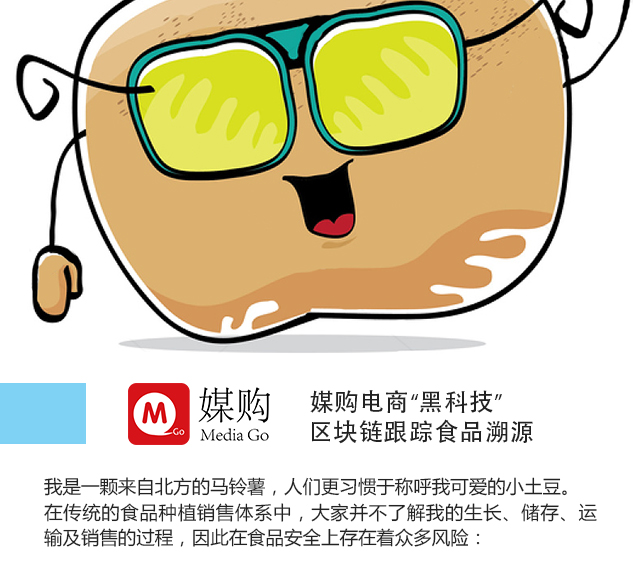 M
Go
媒购
Media Go
媒购电商“黑科技”
区块链跟踪食品溯源
我是一颗来自北方的马铃薯，人们更习惯于称呼我可爱的小土豆。
在传统的食品种植销售体系中，大家并不了解我的生长、储存、运
输及销售的过程，因此在食品安全上存在着众多风险：